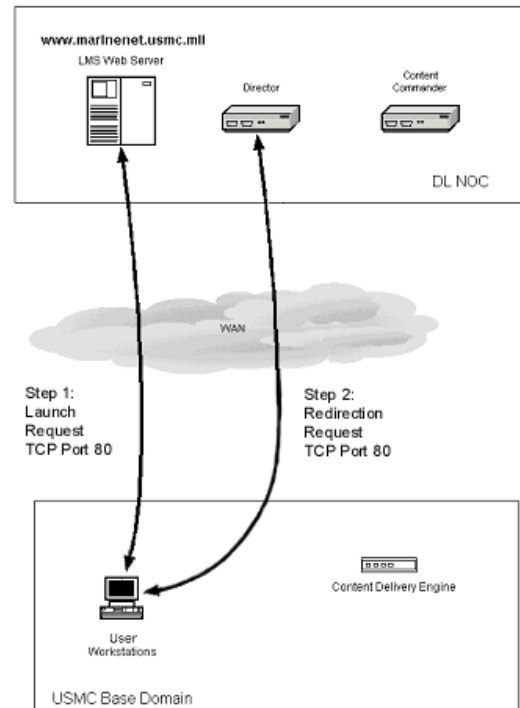 www.marinenet.usmc.mil
LMS Web Server
Director
Content
Commander
DL NOC
WAN
Step 1:
Launch
Request
TCP Port 80
Step 2:
Redirection
Request
TCP Port 80
Content Delivery Engine
User
Workstations
USMC Base Domain